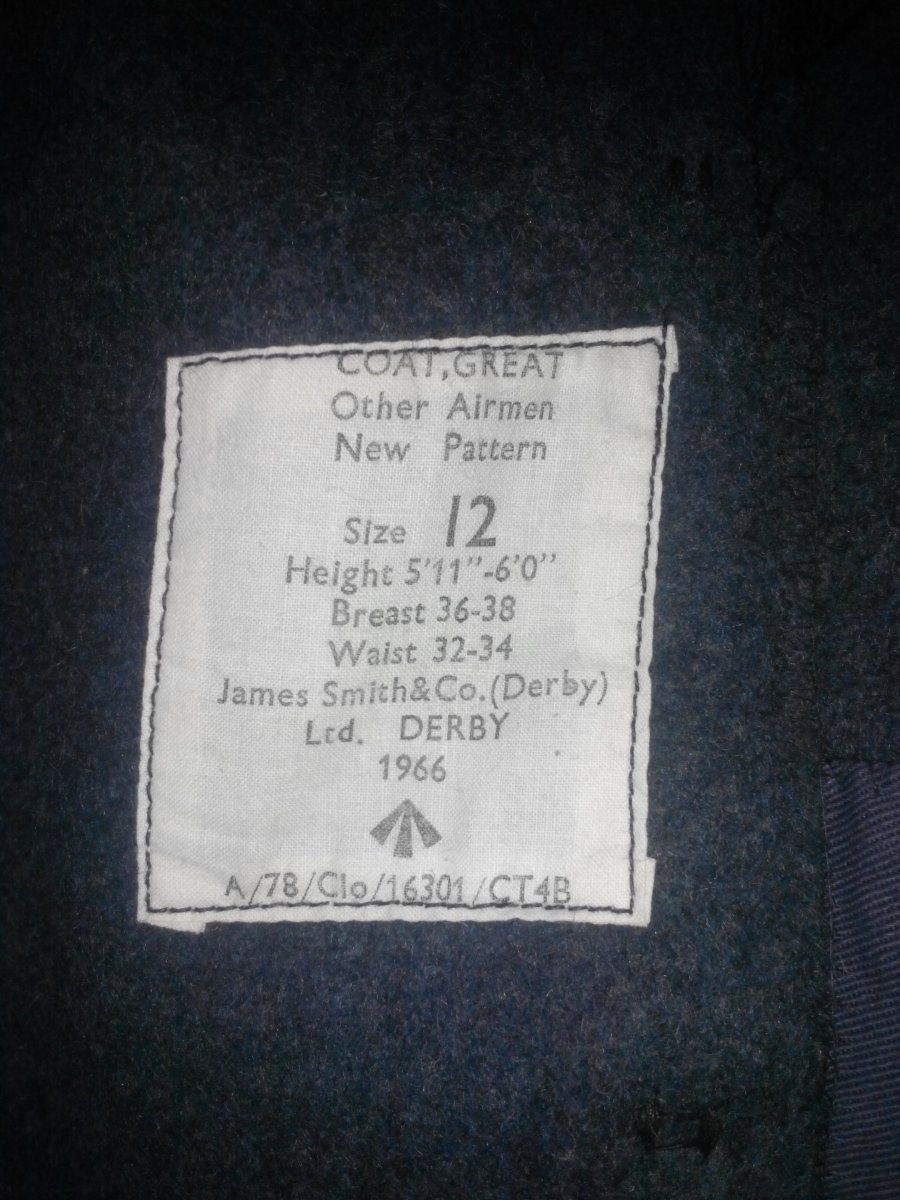 COAT,GREAT
Other Airmen
New Pattern
Size 12
Height 5'11"-6'0"
Breast 36-38
Waist 32-34
James Smith&Co.(Derby)
Ltd. DERBY
1966
A/78/Clo/16301/CT4B